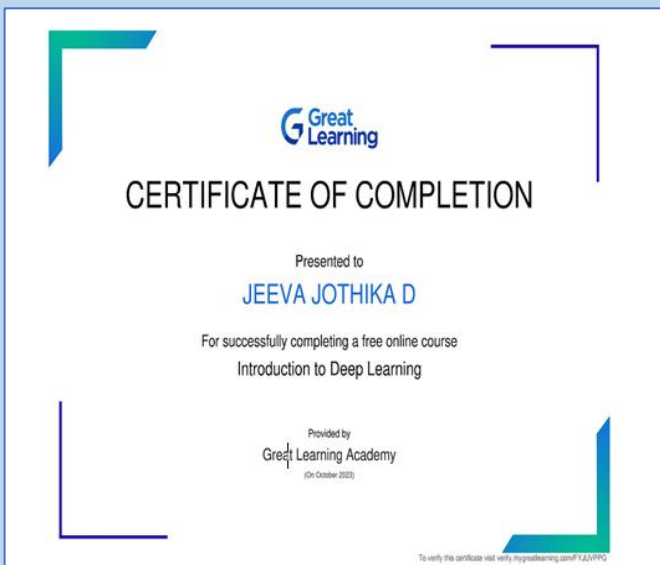 Great
Learning
CERTIFICATE OF COMPLETION
Presented to
JEEVA JOTHIKA D
For successfully completing a free online course
Introduction to Deep Learning
Provided by
Great Learning Academy
(On October 2023)
To verify this certificate visit verify.mygreatlearning.com/FYJUVPPG